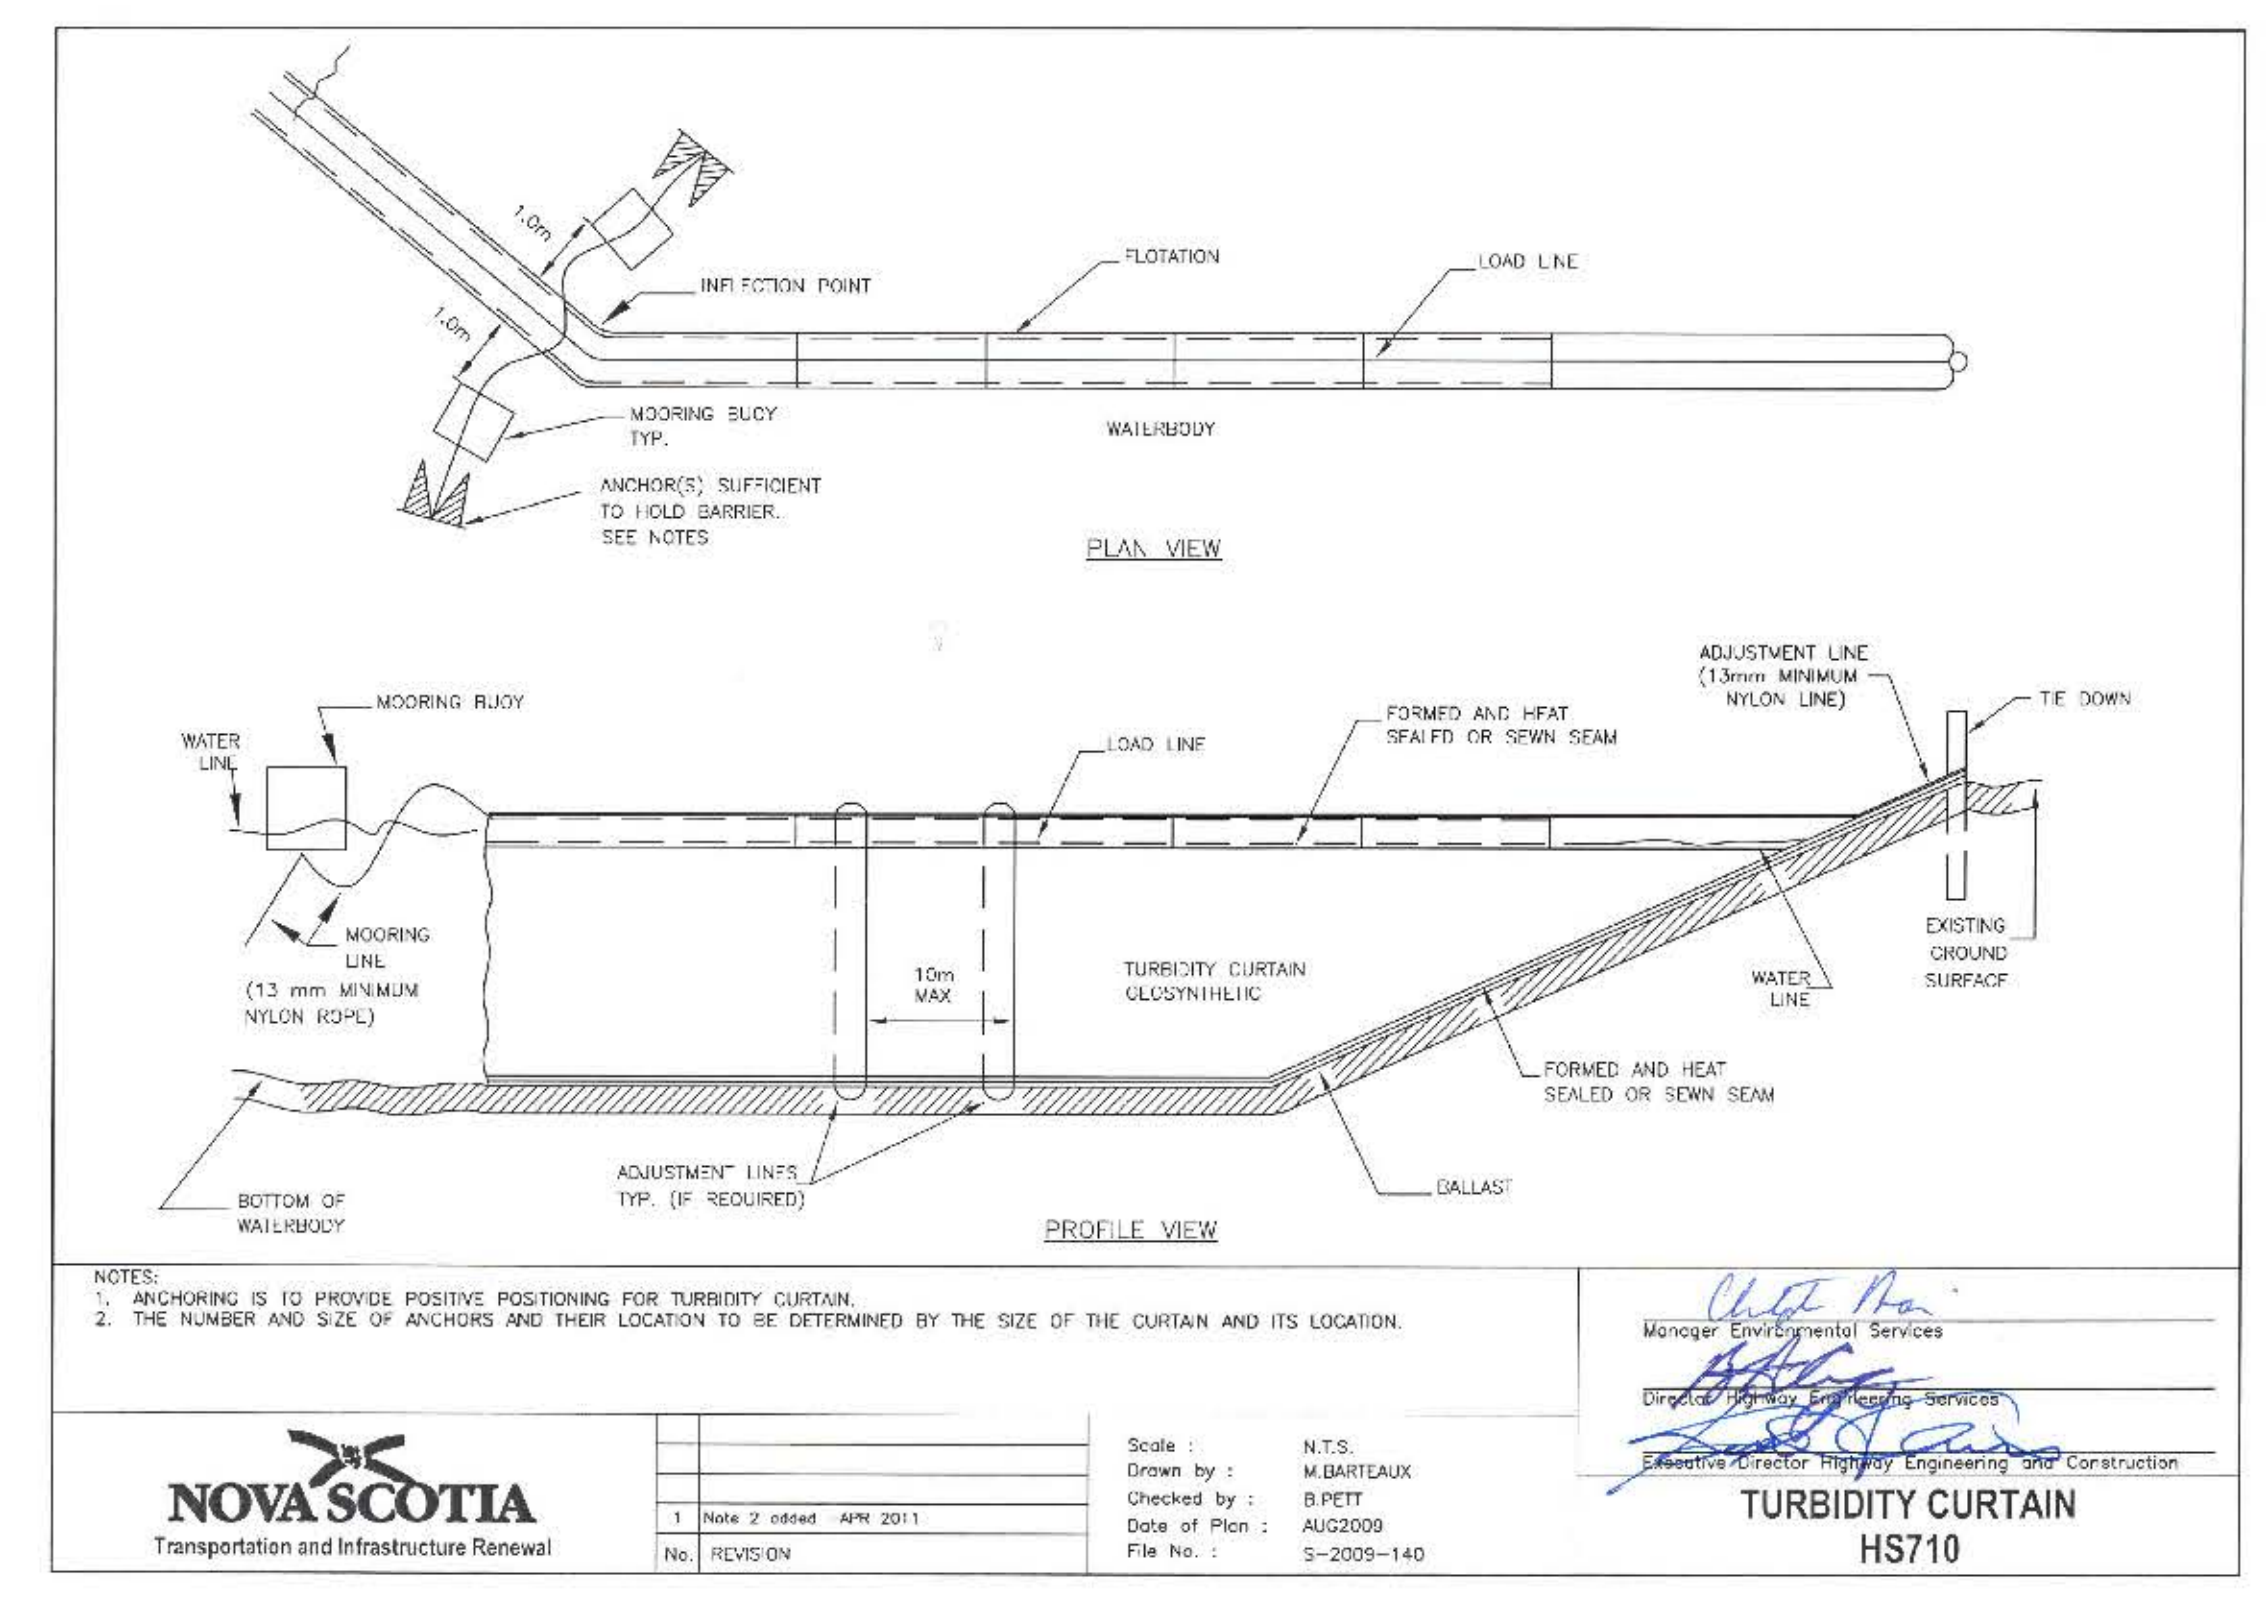 1.0m
1.0m
INFLECTION POINT
FLOTATION
LOAD LINE
MOORING BUOY
TYP.
WATERBODY
ANCHOR(S) SUFFICIENT
TO HOLD BARRIER.
SEE NOTES
PLAN VIEW
ADJUSTMENT LINE
(13mm MINIMUM
NYLON LINE)
TIE DOWN
MOORING BUOY
WATER
LINE
LOAD LINE
FORMED AND HEAT
SEALED OR SEWN SEAM
MOORING
LINE
(13 mm MINIMUM
NYLON ROPE)
10m
MAX
TURBIDITY CURTAIN
GEOSYNTHETIC
WATER
LINE
EXISTING
GROUND
SURFACE
FORMED AND HEAT
SEALED OR SEWN SEAM
ADJUSTMENT LINES
TYP. (IF REQUIRED)
BALLAST
BOTTOM OF
WATERBODY
PROFILE VIEW
NOTES:
1. ANCHORING IS TO PROVIDE POSITIVE POSITIONING FOR TURBIDITY CURTAIN.
2. THE NUMBER AND SIZE OF ANCHORS AND THEIR LOCATION TO BE DETERMINED BY THE SIZE OF THE CURTAIN AND ITS LOCATION.
Manager Environmental Services
Director Highway Engineering Services
Executive Director Highway Engineering and Construction
NOVA SCOTIA
Transportation and Infrastructure Renewal
1 Note 2 added APR 2011
No. REVISION
Scale : N.T.S.
Drawn by : M.BARTEAUX
Checked by : B.PETT
Date of Plan : AUG2009
File No. : S-2009-140
TURBIDITY CURTAIN
HS710